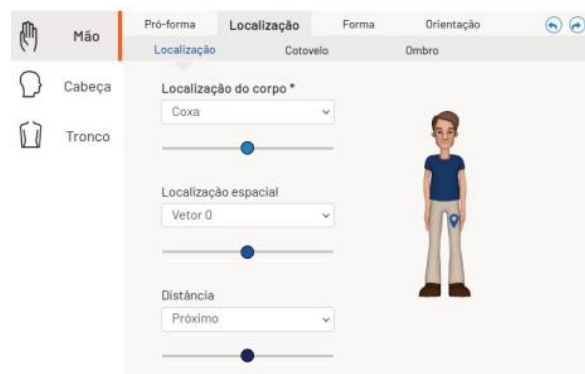 Mão
Cabeça
Tronco
Pró-forma Localização Forma Orientação
Localização Cotovelo Ombro
Localização do corpo *
Coxa
Localização espacial
Vetor 0
Distância
Próximo